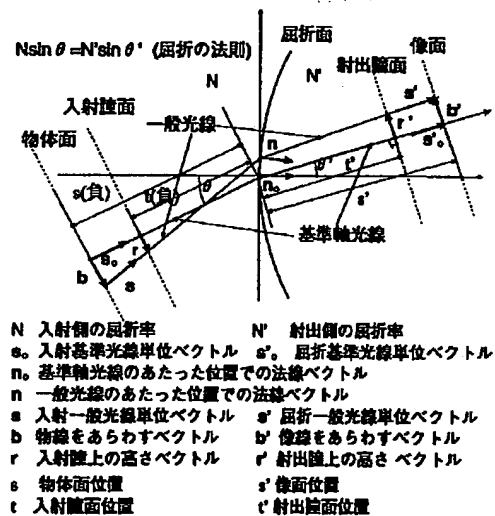 Nsinθ=N'sinθ' (屈折の法則)
屈折面
像面
N
N'
射出瞳面
入射瞳面
一般光線
物体面
a'
b'
r'
s'。
n
s(負)
t(負)
θ
θ'
t'
n。
s'
基準軸光線
b
s。
r
s
N 入射側の屈折率 N' 射出側の屈折率
s。入射基準光線単位ベクトル s'。屈折基準光線単位ベクトル
n。基準軸光線のあたった位置での法線ベクトル
n 一般光線のあたった位置での法線ベクトル
s 入射一般光線単位ベクトル s' 屈折一般光線単位ベクトル
b 物線をあらわすベクトル b' 像線をあらわすベクトル
r 入射瞳上の高さベクトル r' 射出瞳上の高さ ベクトル
s 物体面位置 s' 像面位置
t 入射瞳面位置 t' 射出瞳面位置